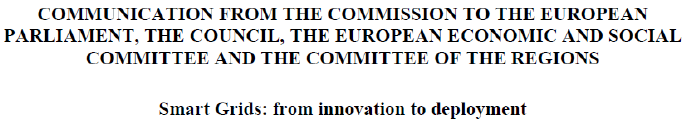 COMMUNICATION FROM THE COMMISSION TO THE EUROPEAN
PARLIAMENT, THE COUNCIL, THE EUROPEAN ECONOMIC AND SOCIAL
COMMITTEE AND THE COMMITTEE OF THE REGIONS
Smart Grids: from innovation to deployment